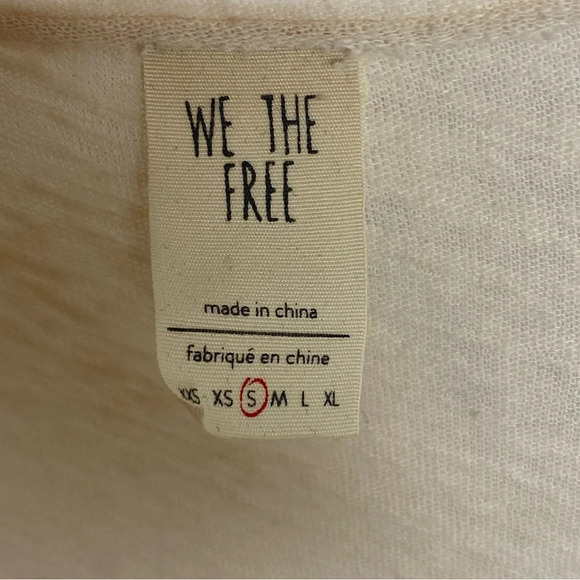 WE THE
FREE
made in china
fabriqué en chine
XXS XS S M L XL